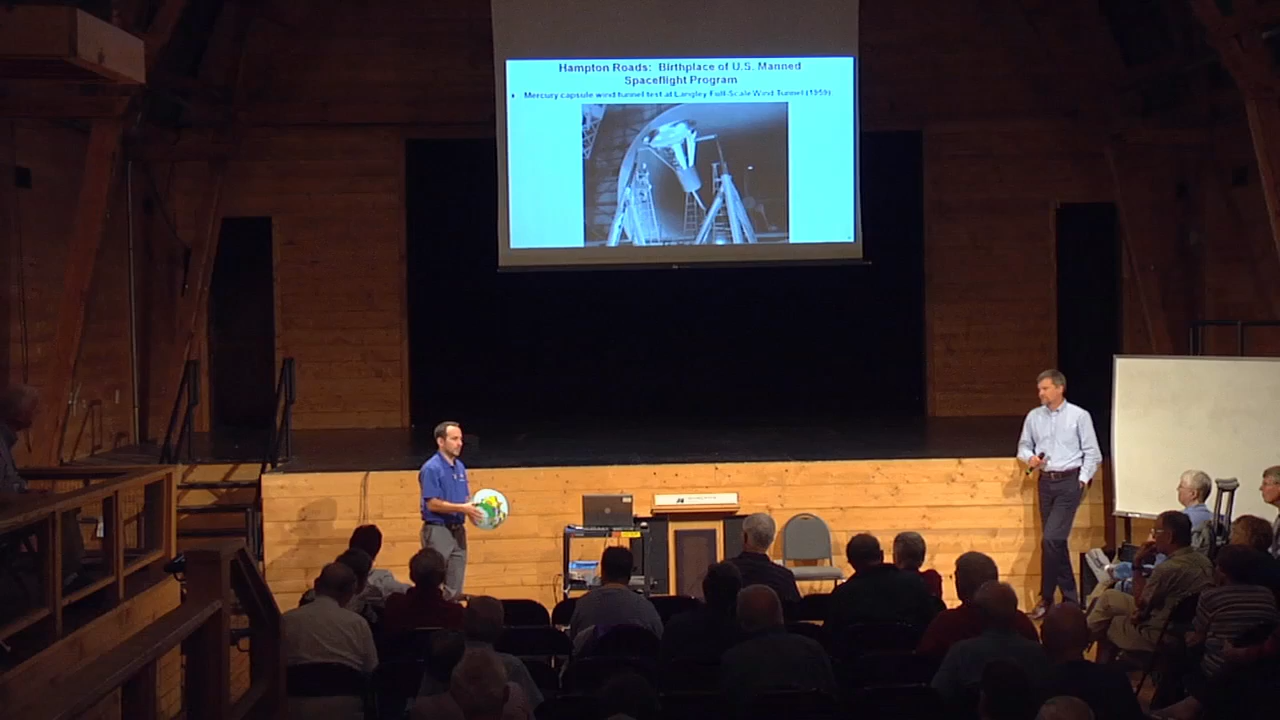 Hampton Roads: Birthplace of U.S. Manned
Spaceflight Program
• Mercury capsule wind tunnel test at Langley Full-Scale Wind Tunnel (1959)